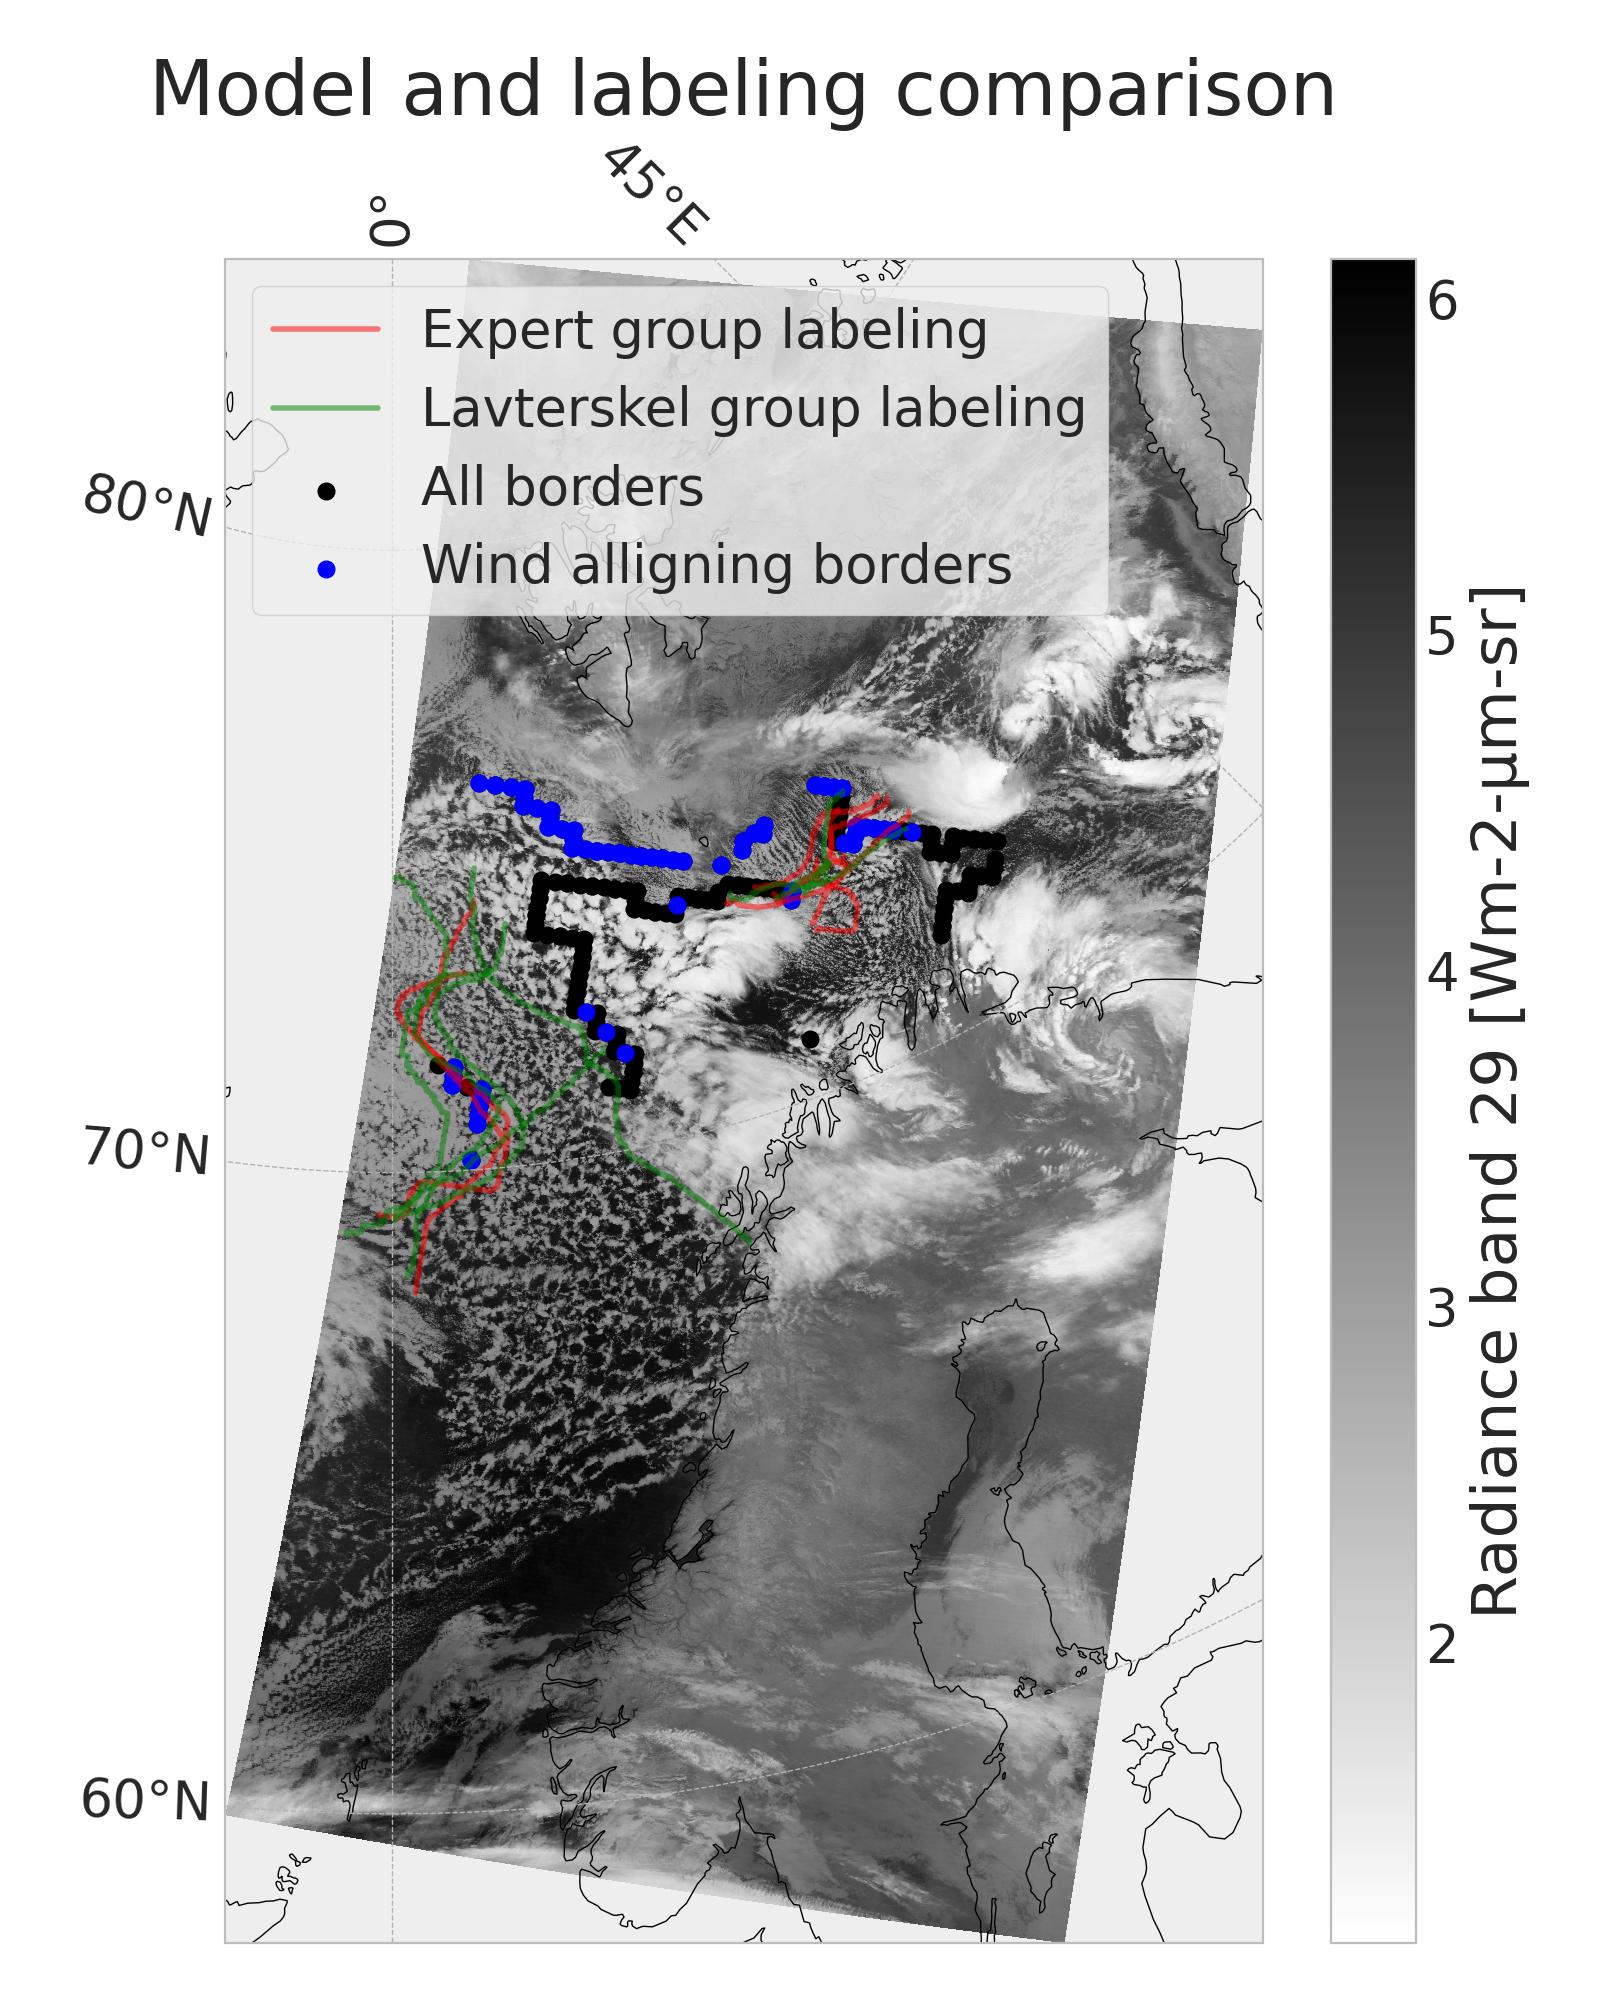 Model and labeling comparison
0°
45°E
Expert group labeling
Lavterskel group labeling
All borders
Wind alligning borders
80°N
70°N
60°N
6
5
4
3
2
Radiance band 29 [Wm-2-µm-sr]